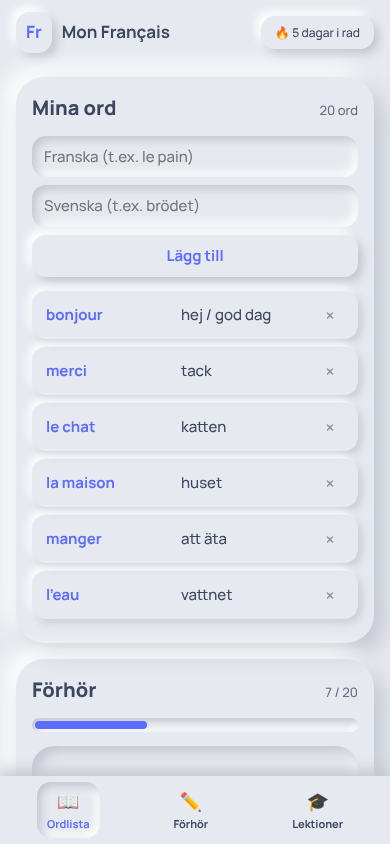 Fr Mon Français 🔥 5 dagar i rad
Mina ord 20 ord
Franska (t.ex. le pain)
Svenska (t.ex. brödet)
Lägg till
bonjour hej / god dag ×
merci tack ×
le chat katten ×
la maison huset ×
manger att äta ×
l'eau vattnet ×
Förhör 7 / 20
Ordlista Förhör Lektioner